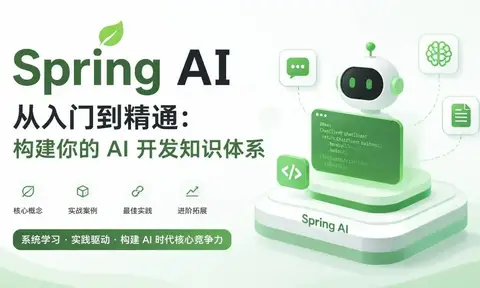 Spring AI
从入门到精通：
构建你的 AI 开发知识体系
核心概念
实战案例
最佳实践
进阶拓展
系统学习 · 实践驱动 · 构建 AI 时代核心竞争力
</>
Spring AI